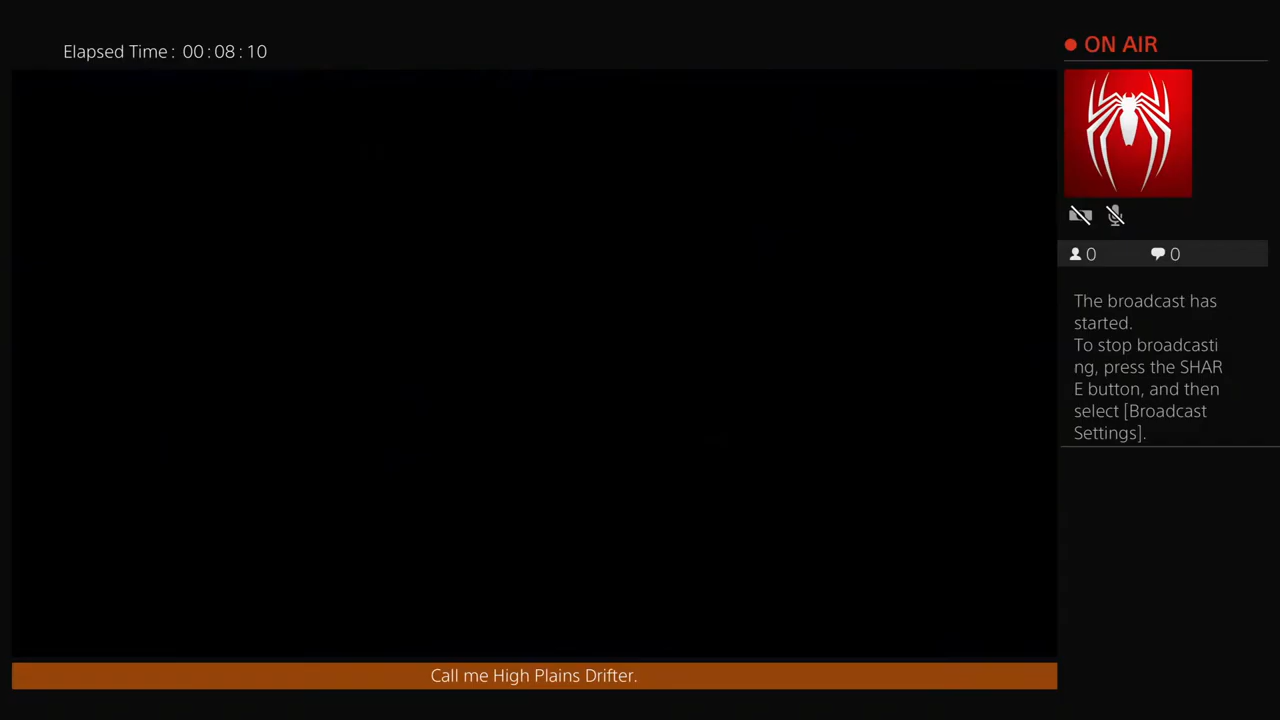 Elapsed Time: 00:08:10
ON AIR
0 0
The broadcast has
started.
To stop broadcasti
ng, press the SHAR
E button, and then
select [Broadcast
Settings].
Call me High Plains Drifter.